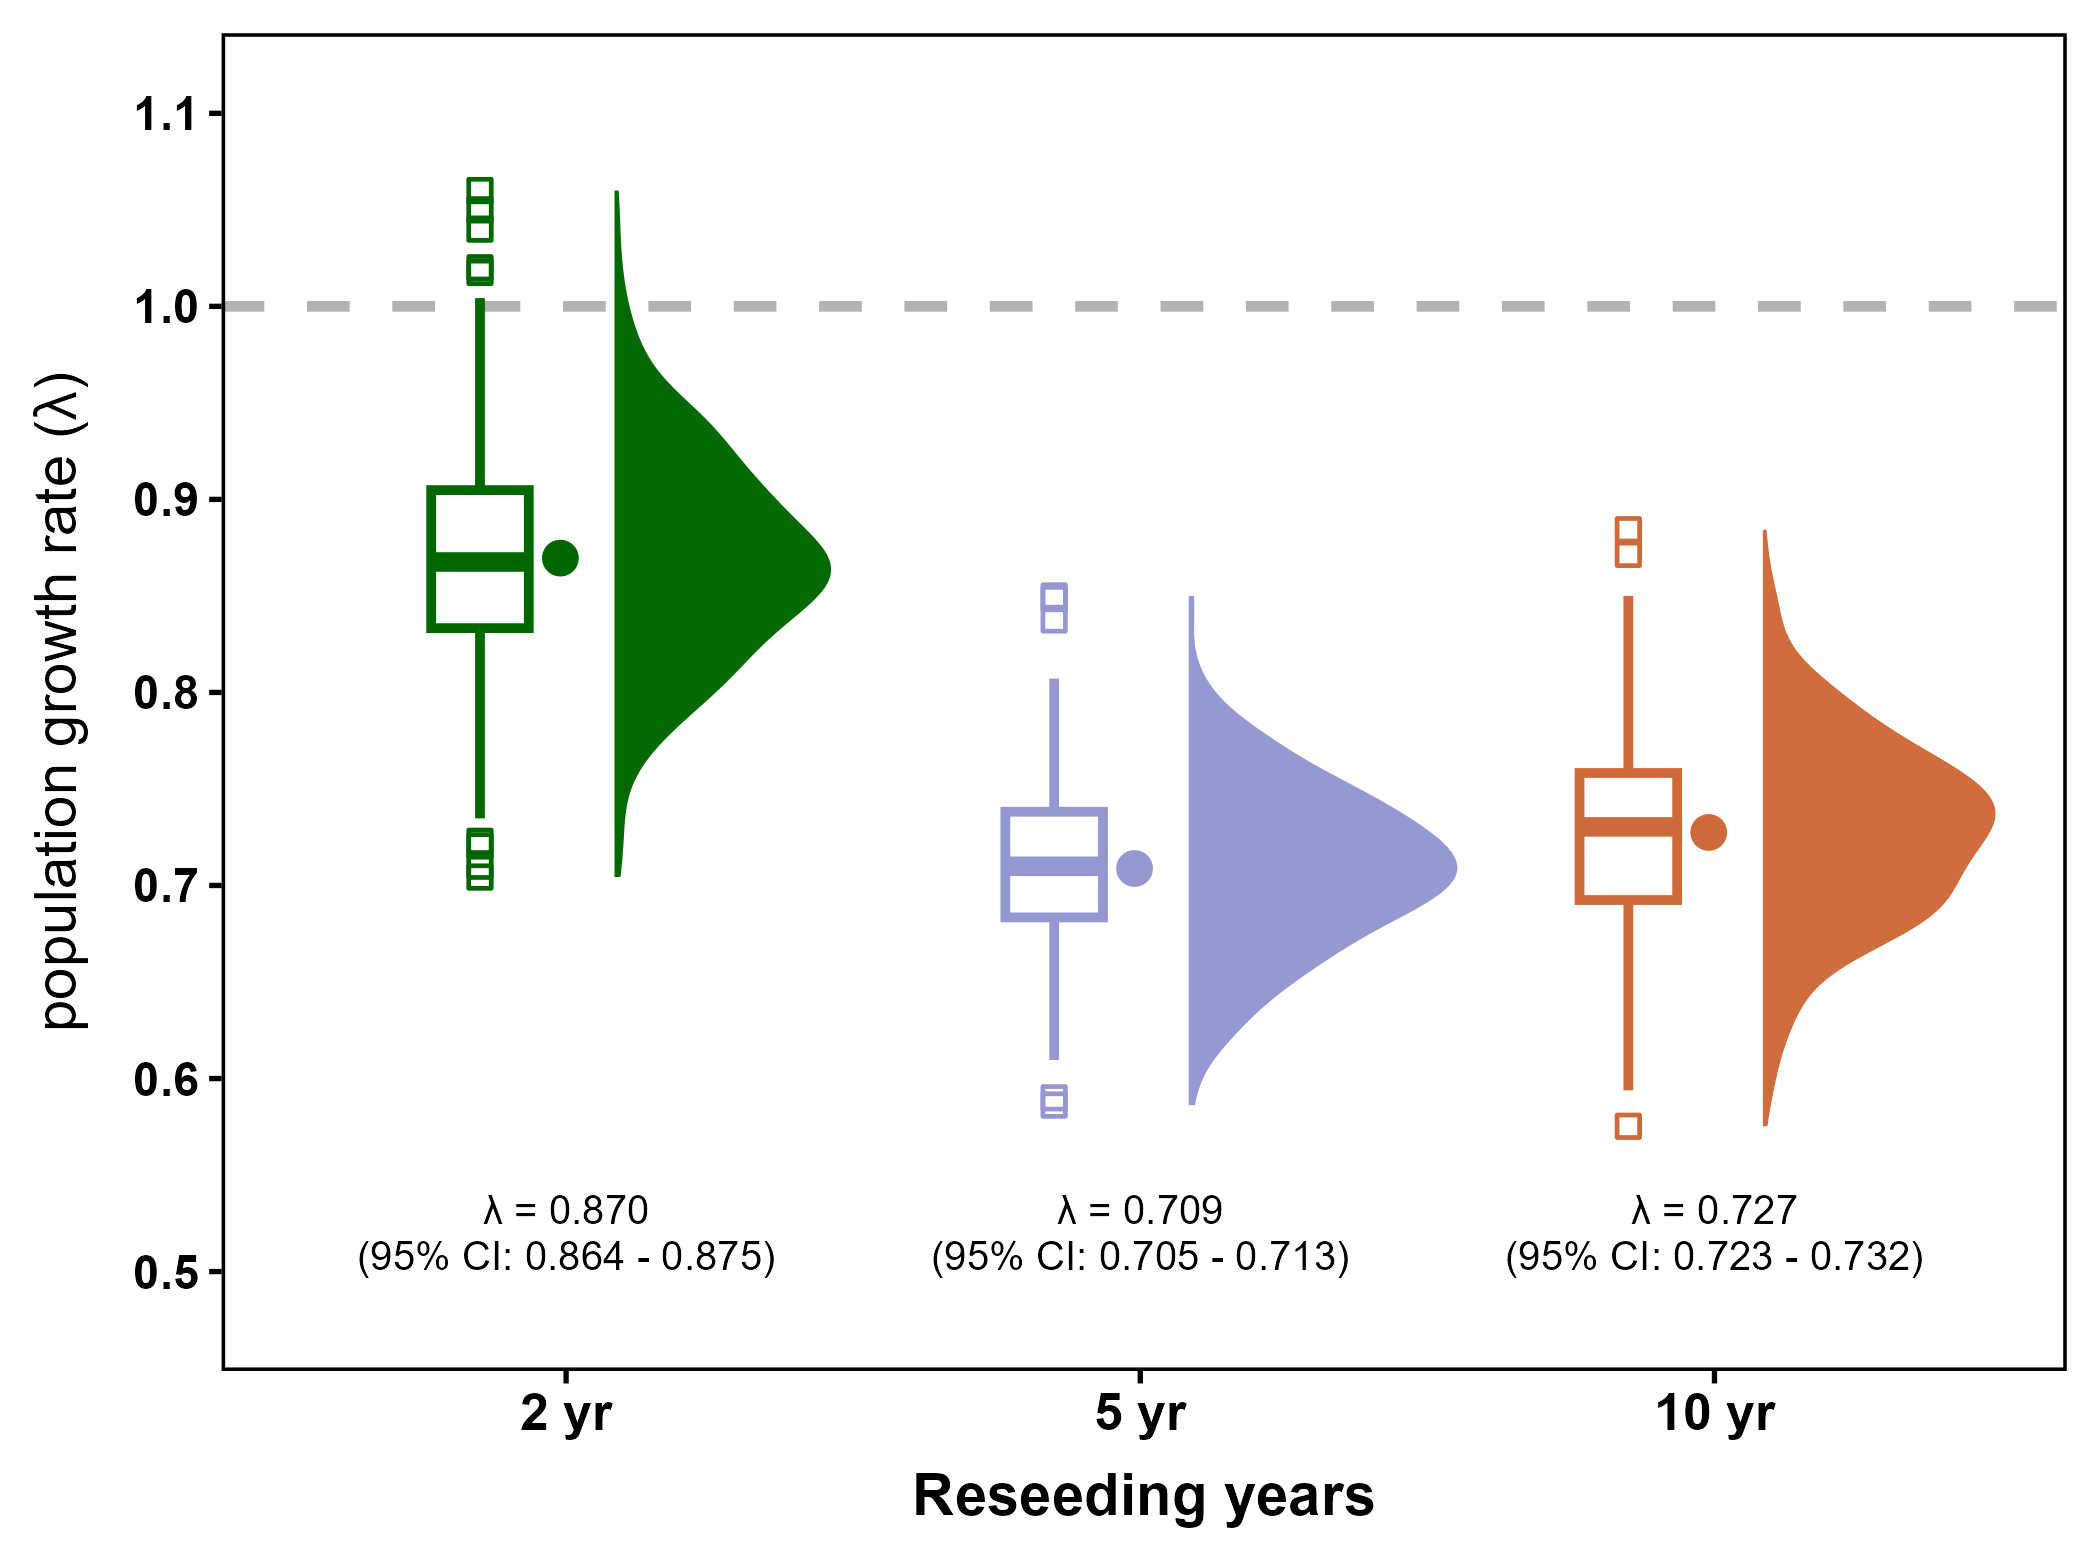 population growth rate (λ)
1.1
1.0
0.9
0.8
0.7
0.6
0.5
λ = 0.870
(95% CI: 0.864 - 0.875)
λ = 0.709
(95% CI: 0.705 - 0.713)
λ = 0.727
(95% CI: 0.723 - 0.732)
2 yr
5 yr
10 yr
Reseeding years